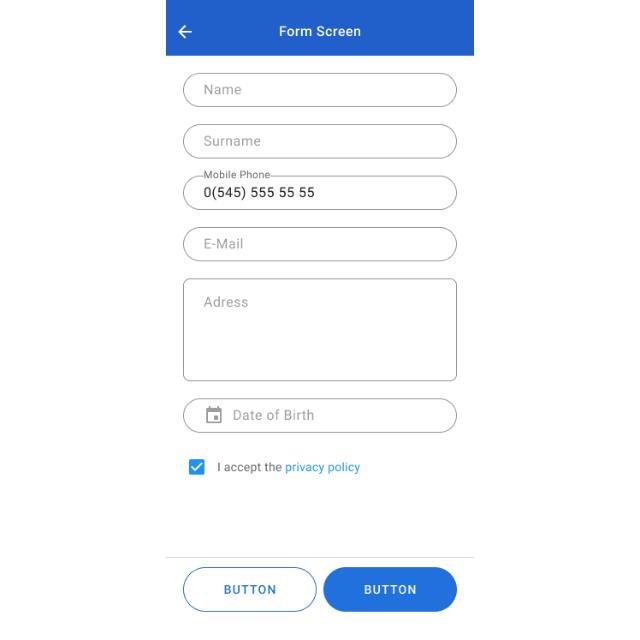 Form Screen
Name
Surname
Mobile Phone
0(545) 555 55 55
E-Mail
Adress
Date of Birth
I accept the privacy policy
BUTTON BUTTON